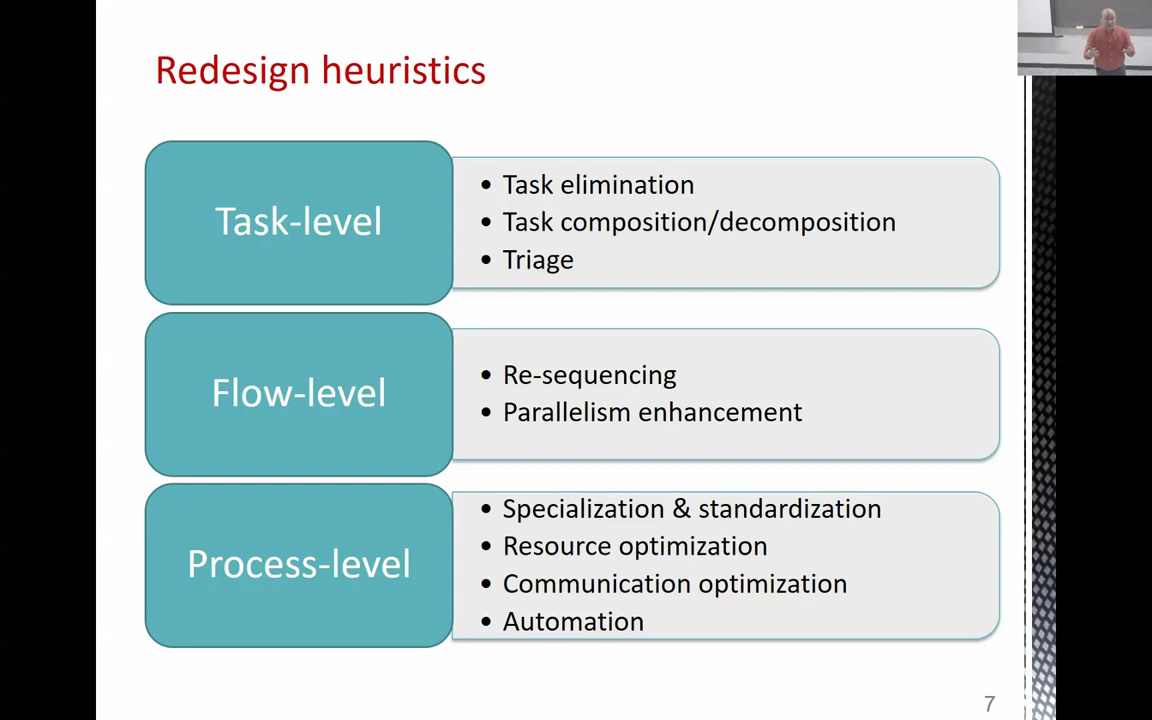 Redesign heuristics
Task-level
• Task elimination
• Task composition/decomposition
• Triage
Flow-level
• Re-sequencing
• Parallelism enhancement
Process-level
• Specialization & standardization
• Resource optimization
• Communication optimization
• Automation
7